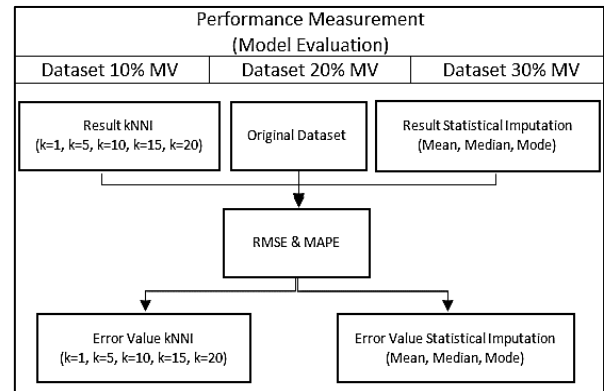 Performance Measurement
(Model Evaluation)
Dataset 10% MV Dataset 20% MV Dataset 30% MV
Result kNNI
(k=1, k=5, k=10, k=15, k=20)
Original Dataset
Result Statistical Imputation
(Mean, Median, Mode)
RMSE & MAPE
Error Value kNNI
(k=1, k=5, k=10, k=15, k=20)
Error Value Statistical Imputation
(Mean, Median, Mode)